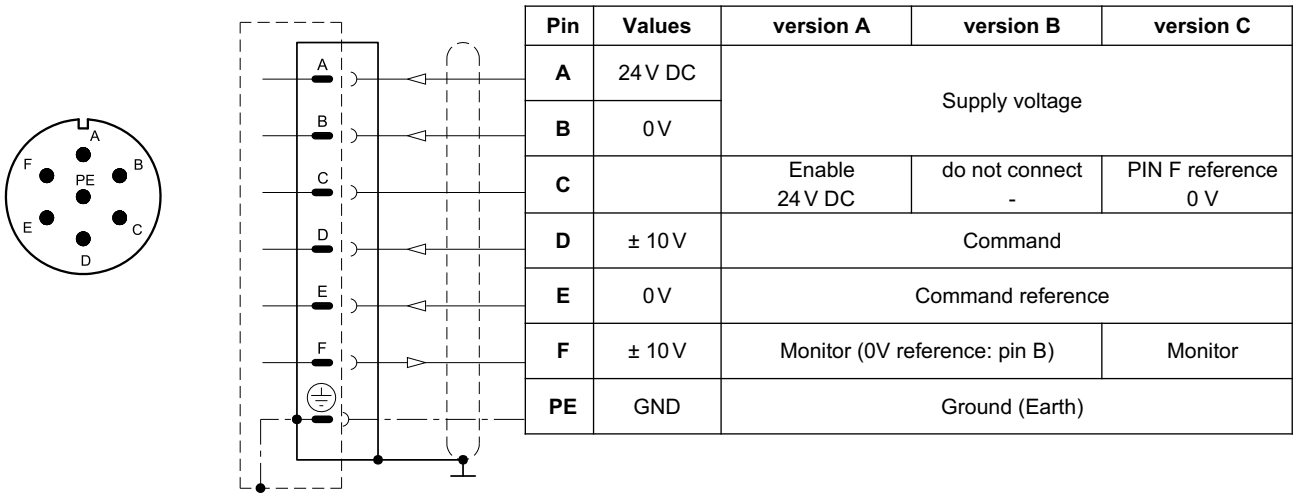 A
F
B
PE
E
C
D
A
B
C
D
E
F
Pin Values version A version B version C
A 24 V DC
Supply voltage
B 0 V
C Enable do not connect PIN F reference
24 V DC - 0 V
D ± 10 V Command
E 0 V Command reference
F ± 10 V Monitor (0V reference: pin B) Monitor
PE GND Ground (Earth)